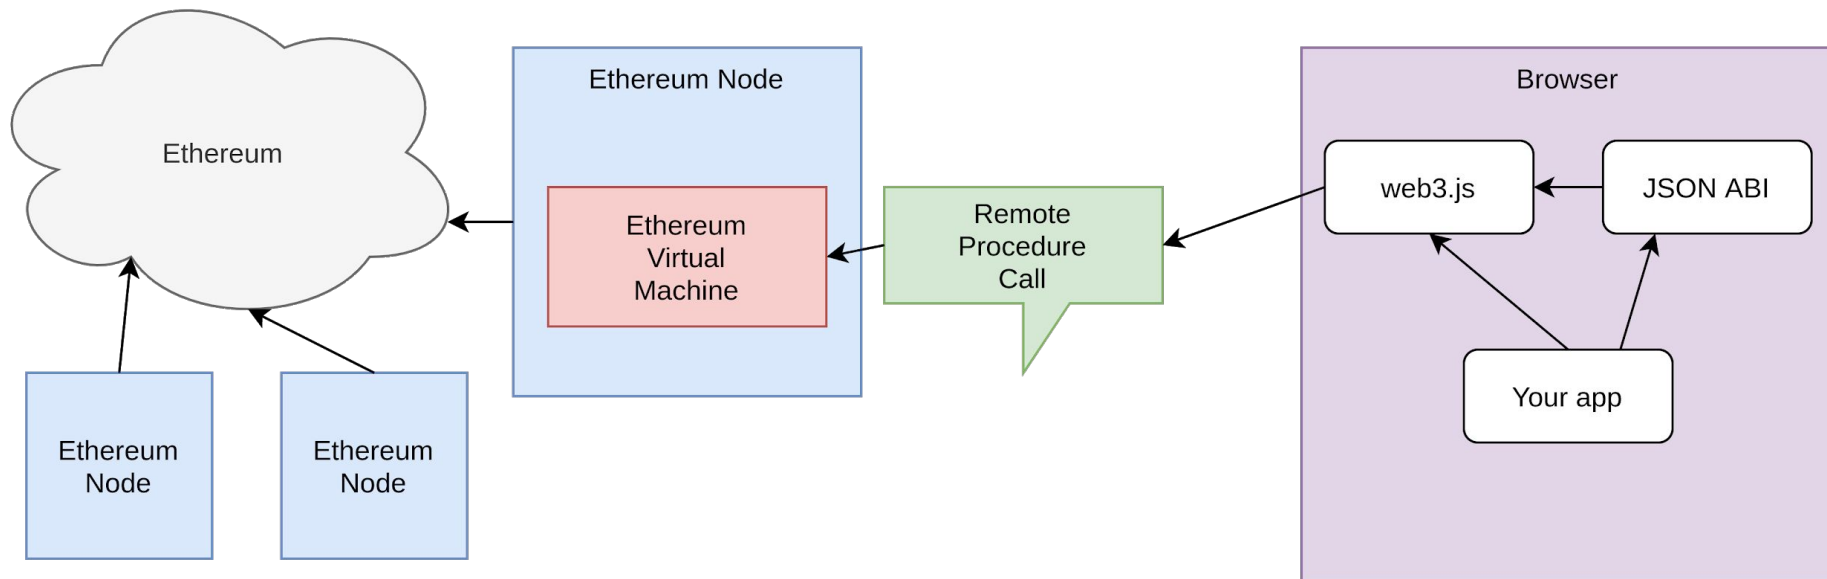 Ethereum
Ethereum Node
Ethereum
Virtual
Machine
Remote
Procedure
Call
Browser
web3.js
JSON ABI
Your app
Ethereum
Node
Ethereum
Node